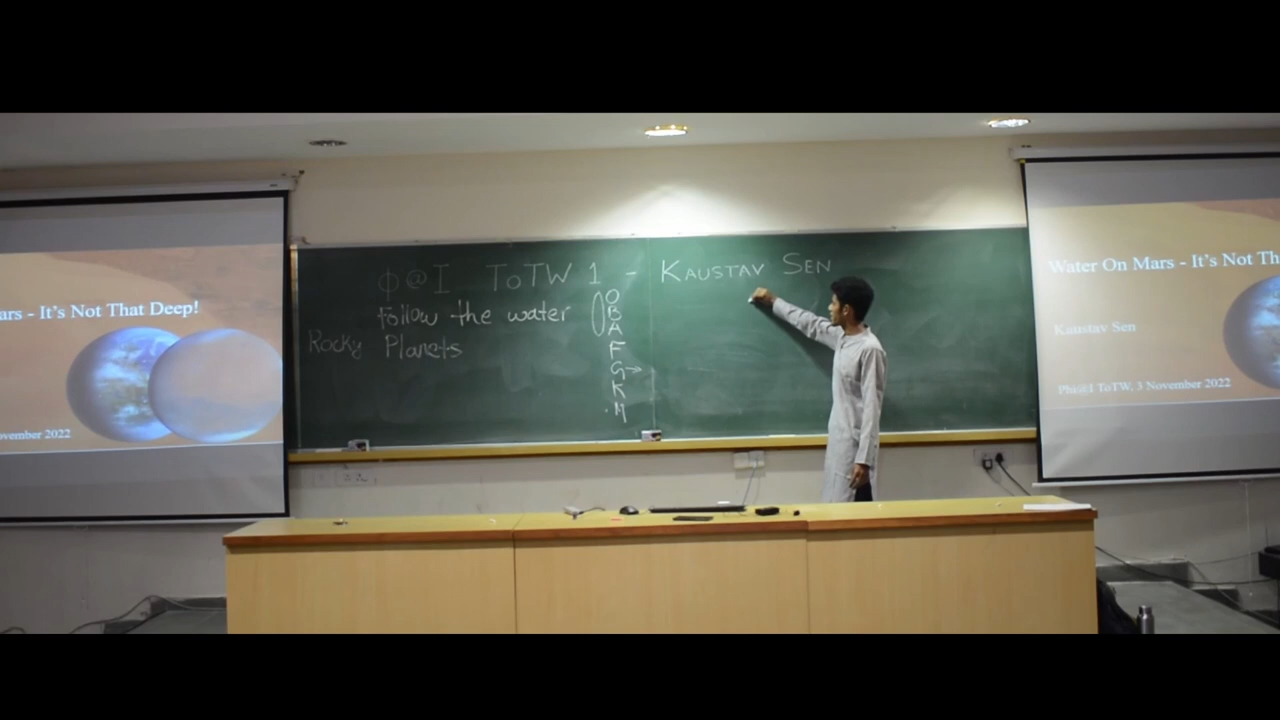 ars - It's Not That Deep!
ovember 2022
ϕ@I ToTW 1 - KAUSTAV SEN
Follow the water
Rocky Planets
O
B
A
F
G→
K
M
Water On Mars - It's Not Th
Kaustav Sen
Phi@I ToTW, 3 November 2022